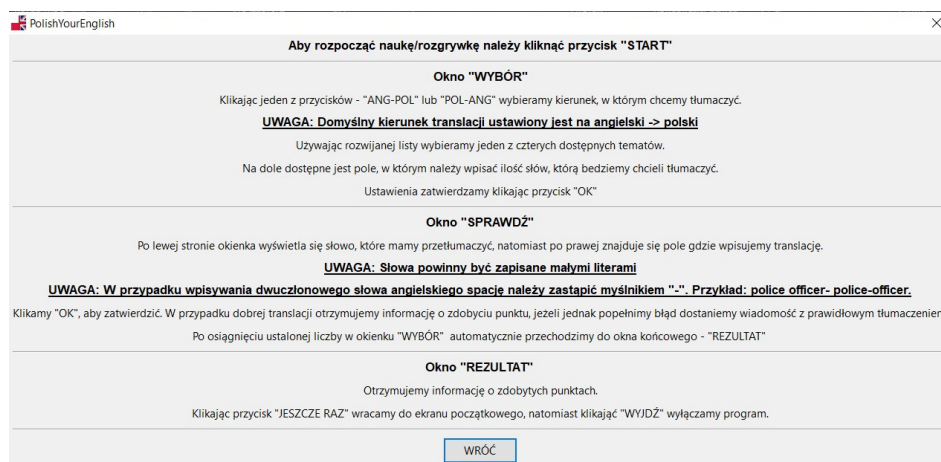 PolishYourEnglish
Aby rozpocząć naukę/rozgrywkę należy kliknąć przycisk "START"
Okno "WYBÓR"
Klikając jeden z przycisków - "ANG-POL" lub "POL-ANG" wybieramy kierunek, w którym chcemy tłumaczyć.
UWAGA: Domyślny kierunek translacji ustawiony jest na angielski -> polski
Używając rozwijanej listy wybieramy jeden z czterech dostępnych tematów.
Na dole dostępne jest pole, w którym należy wpisać ilość słów, którą bedziemy chcieli tłumaczyć.
Ustawienia zatwierdzamy klikając przycisk "OK"
Okno "SPRAWDŹ"
Po lewej stronie okienka wyświetla się słowo, które mamy przetłumaczyć, natomiast po prawej znajduje się pole gdzie wpisujemy translację.
UWAGA: Słowa powinny być zapisane małymi literami
UWAGA: W przypadku wpisywania dwuczłonowego słowa angielskiego spację należy zastąpić myślnikiem "-". Przykład: police officer- police-officer.
Klikamy "OK", aby zatwierdzić. W przypadku dobrej translacji otrzymujemy informację o zdobyciu punktu, jeżeli jednak popełnimy błąd dostaniemy wiadomość z prawidłowym tłumaczenien
Po osiągnięciu ustalonej liczby w okienku "WYBÓR" automatycznie przechodzimy do okna końcowego - "REZULTAT"
Okno "REZULTAT"
Otrzymujemy informację o zdobytych punktach.
Klikając przycisk "JESZCZE RAZ" wracamy do ekranu początkowego, natomiast klikając "WYJDŹ" wyłączamy program.
WRÓĆ